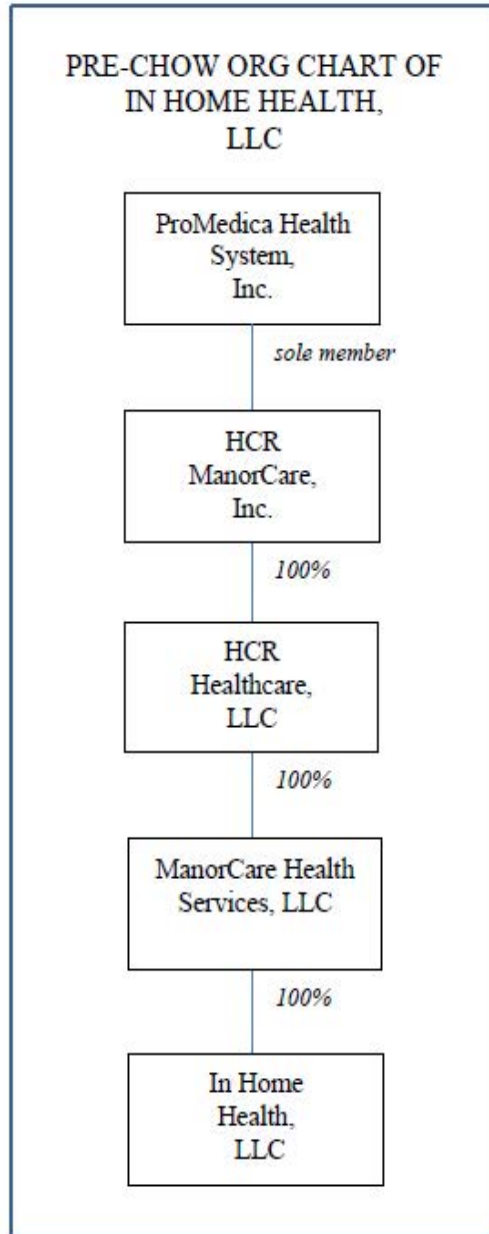 PRE-CHOW ORG CHART OF
IN HOME HEALTH,
LLC
ProMedica Health
System,
Inc.
sole member
HCR
ManorCare,
Inc.
100%
HCR
Healthcare,
LLC
100%
ManorCare Health
Services, LLC
100%
In Home
Health,
LLC